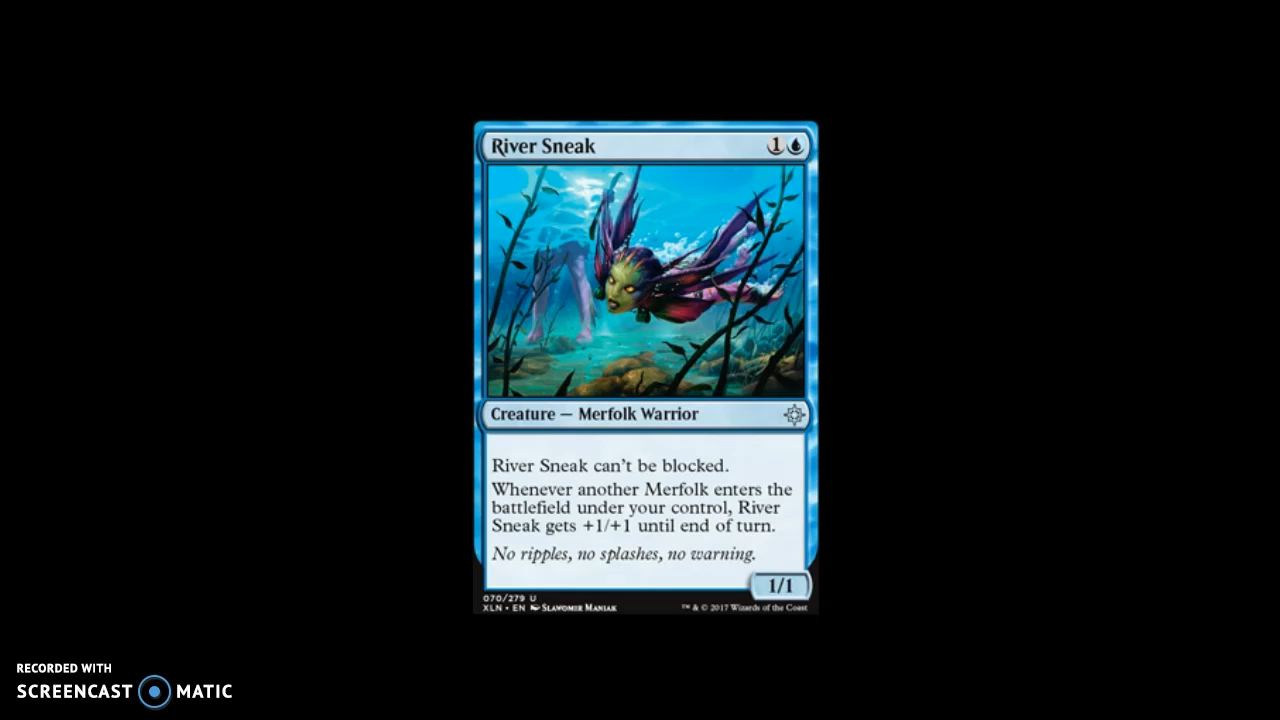 River Sneak 1
Creature — Merfolk Warrior
River Sneak can't be blocked.
Whenever another Merfolk enters the
battlefield under your control, River
Sneak gets +1/+1 until end of turn.
No ripples, no splashes, no warning.
1/1
070/279 U
XLN • EN Slawomir Maniak
™ & © 2017 Wizards of the Coast
RECORDED WITH
SCREENCAST MATIC